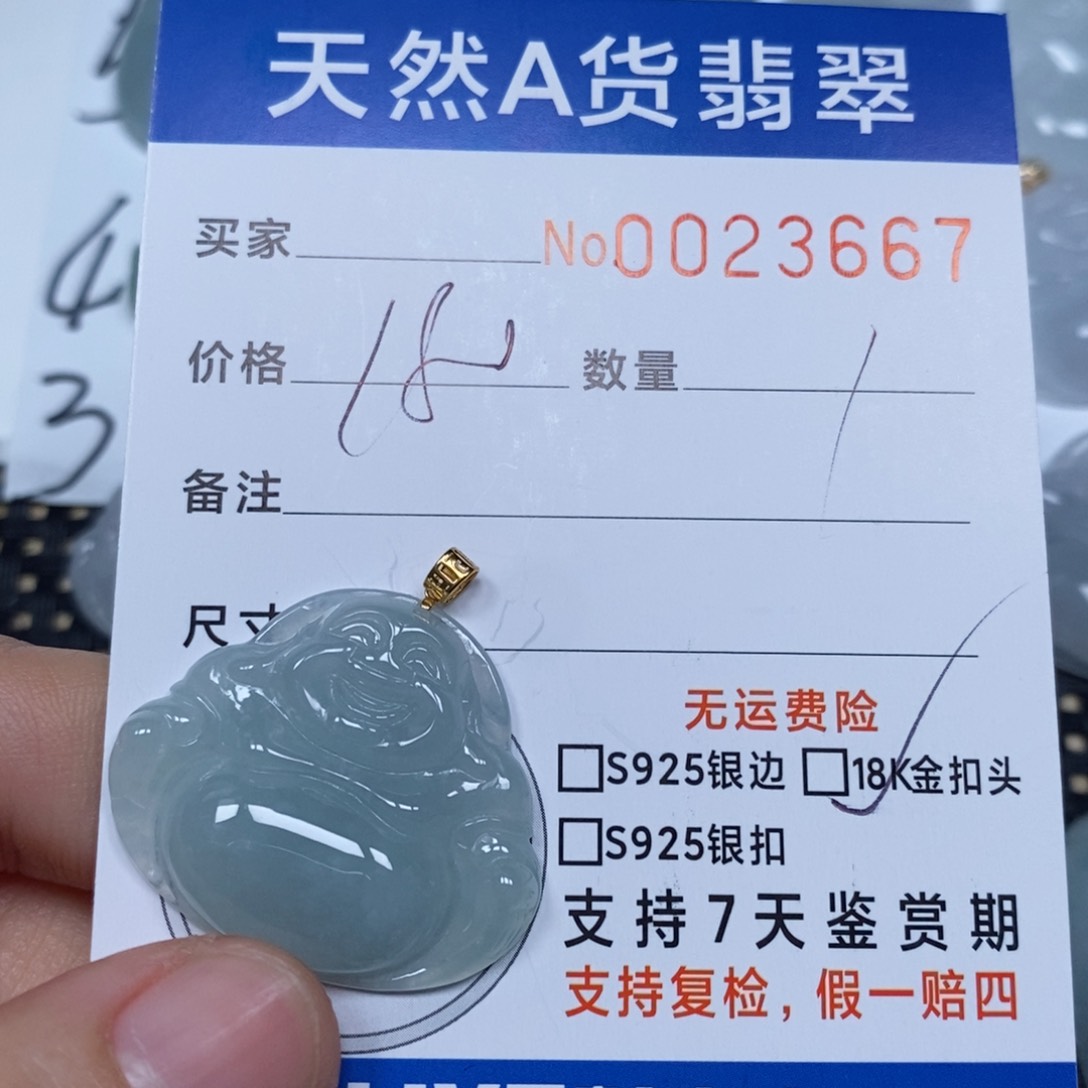 天然A货翡翠
买家 No0023667
价格 18 数量 1
备注
尺寸
无运费险
S925银边 18K金扣头
S925银扣
支持7天鉴赏期
支持复检，假一赔四
4
3